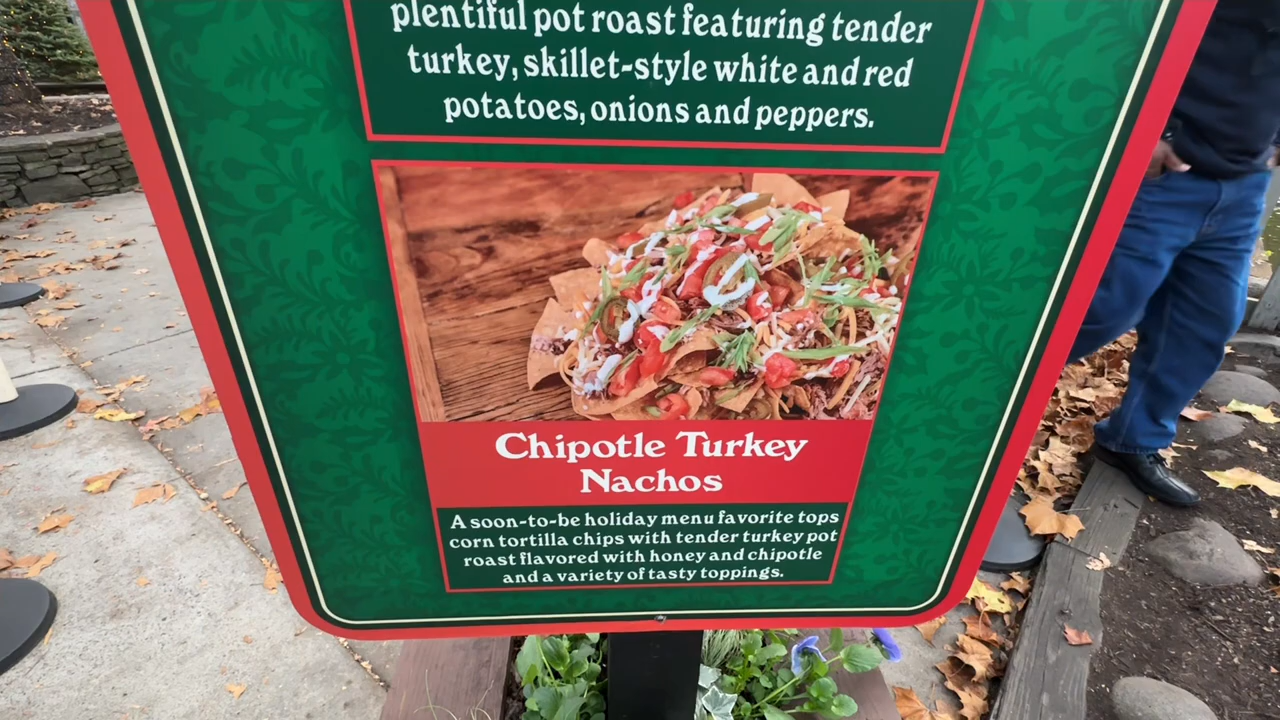 plentiful pot roast featuring tender
turkey, skillet-style white and red
potatoes, onions and peppers.
Chipotle Turkey
Nachos
A soon-to-be holiday menu favorite tops
corn tortilla chips with tender turkey pot
roast flavored with honey and chipotle
and a variety of tasty toppings.